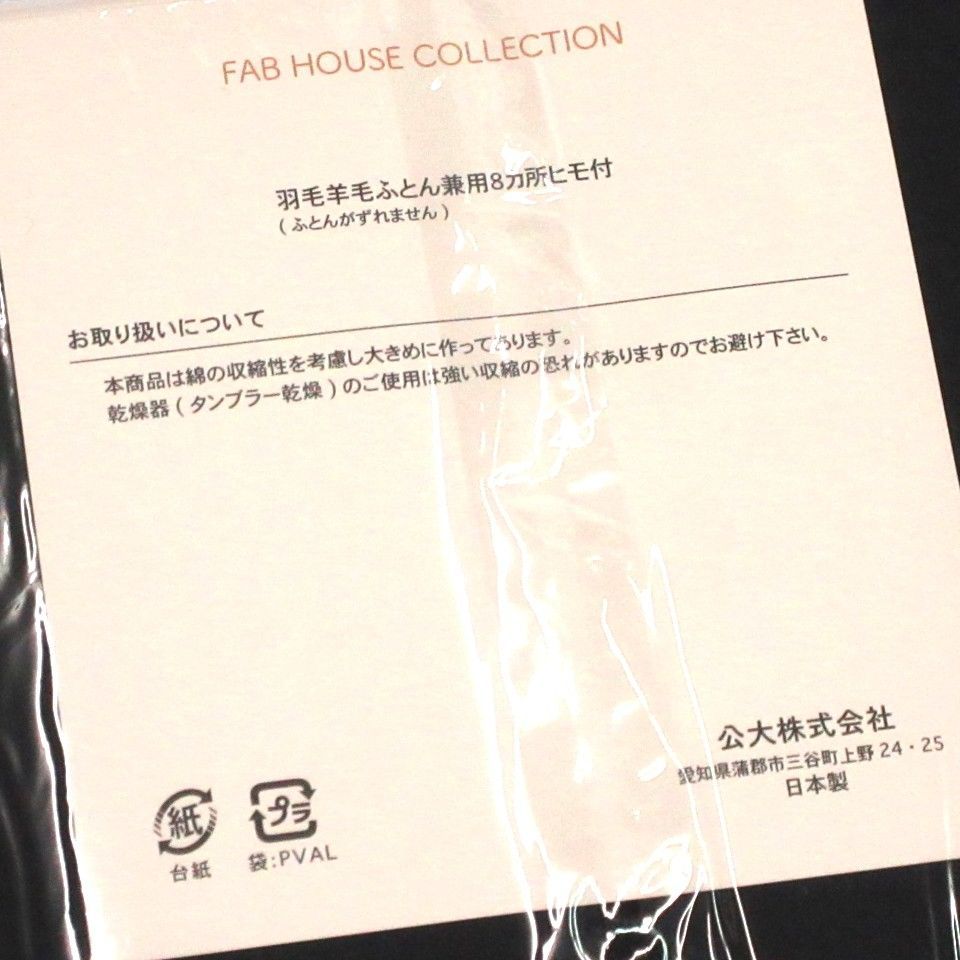 FAB HOUSE COLLECTION
羽毛羊毛ふとん兼用8カ所ヒモ付
(ふとんがずれません)
お取り扱いについて
本商品は綿の収縮性を考慮し大きめに作ってあります。
乾燥器(タンブラー乾燥)のご使用は強い収縮の恐れがありますのでお避け下さい。
公大株式会社
愛知県蒲郡市三谷町上野24・25
日本製
紙 プラ
台紙 袋:PVAL